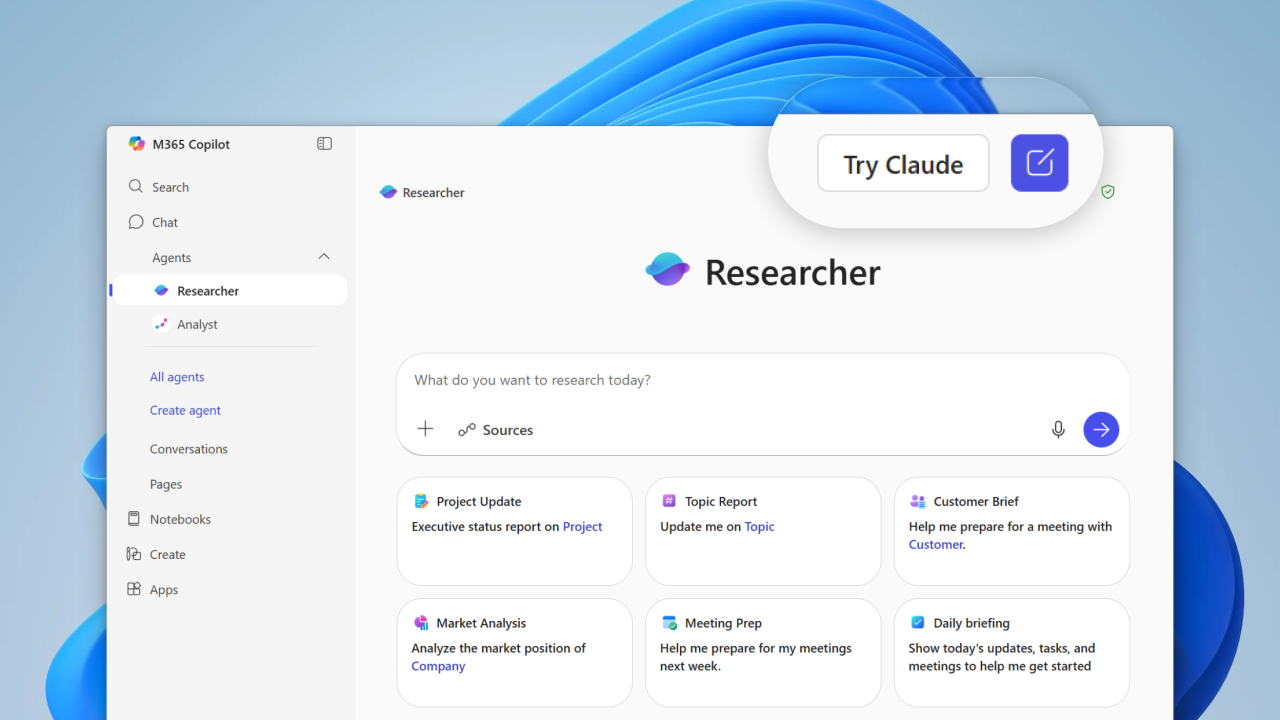 M365 Copilot
Search
Chat
Agents
Researcher
Analyst
All agents
Create agent
Conversations
Pages
Notebooks
Create
Apps
Researcher
Try Claude
Researcher
What do you want to research today?
Sources
Project Update
Executive status report on Project
Topic Report
Update me on Topic
Customer Brief
Help me prepare for a meeting with
Customer.
Market Analysis
Analyze the market position of
Company
Meeting Prep
Help me prepare for my meetings
next week.
Daily briefing
Show today's updates, tasks, and
meetings to help me get started